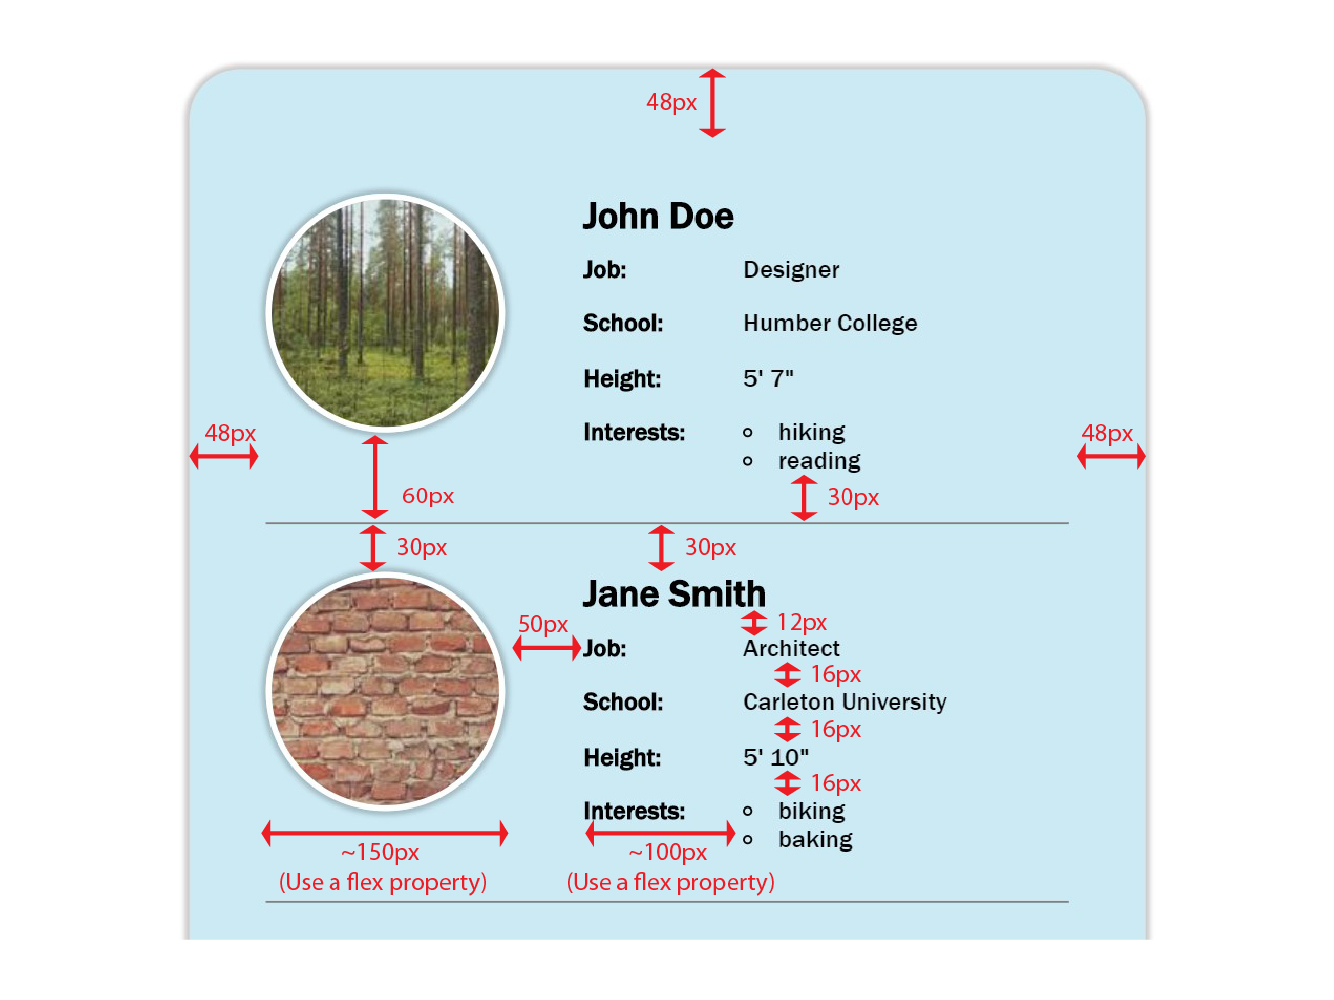 48px
John Doe
Job: Designer
School: Humber College
Height: 5' 7"
Interests: hiking
reading
48px
48px
60px
30px
30px
30px
Jane Smith
12px
50px
Job: Architect
16px
School: Carleton University
16px
Height: 5' 10"
16px
Interests: biking
baking
~150px
(Use a flex property)
~100px
(Use a flex property)